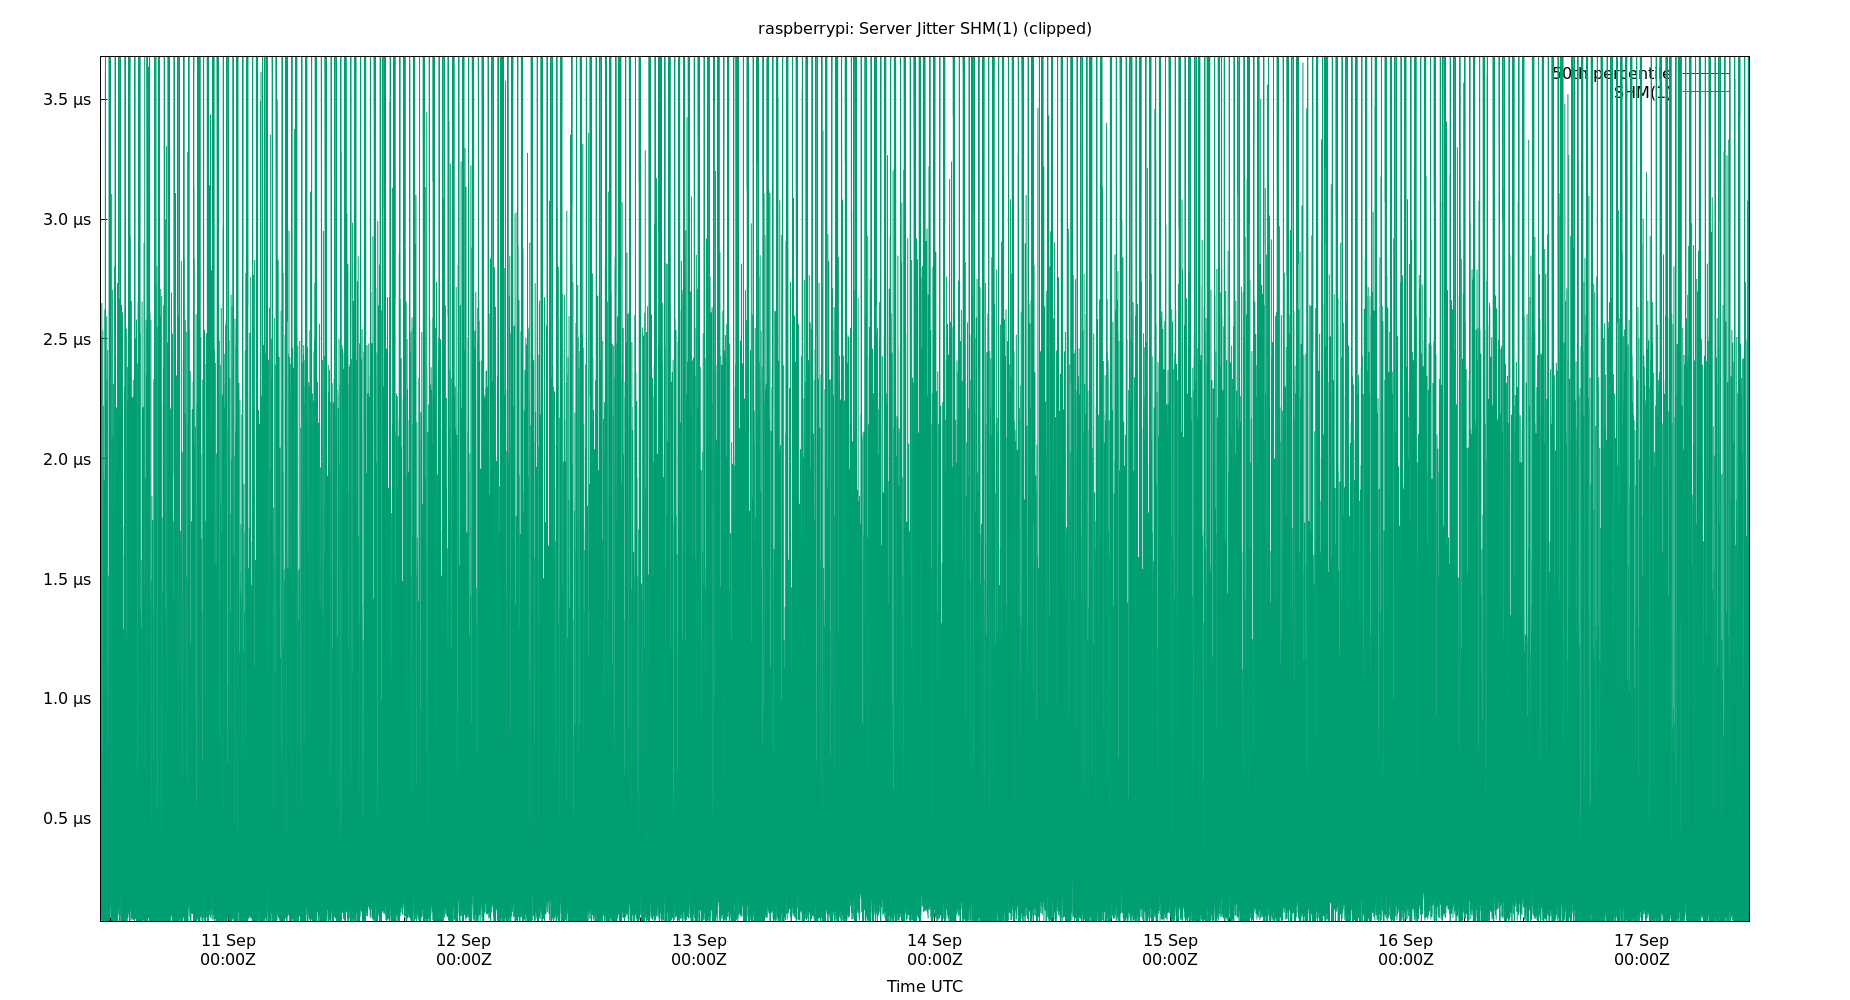 raspberrypi: Server Jitter SHM(1) (clipped)
50th percentile
SHM(1)
3.5 µs
3.0 µs
2.5 µs
2.0 µs
1.5 µs
1.0 µs
0.5 µs
11 Sep 12 Sep 13 Sep 14 Sep 15 Sep 16 Sep 17 Sep
00:00Z 00:00Z 00:00Z 00:00Z 00:00Z 00:00Z 00:00Z
Time UTC